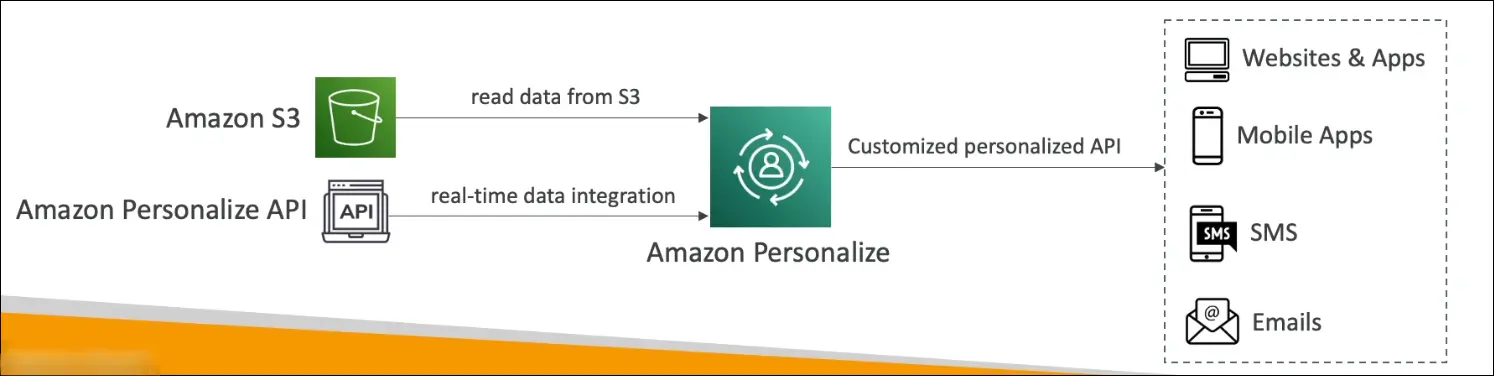 Amazon S3
read data from S3
Amazon Personalize API
API
real-time data integration
Amazon Personalize
Customized personalized API
Websites & Apps
Mobile Apps
SMS
SMS
@
Emails